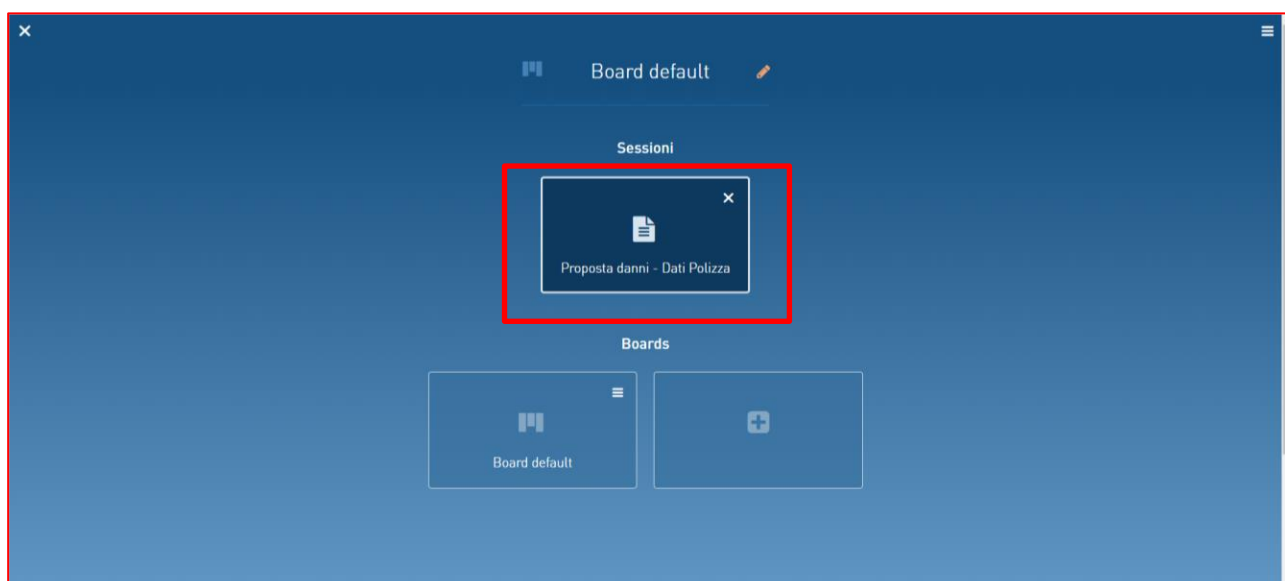 Board default
Sessioni
Proposta danni - Dati Polizza
Boards
Board default